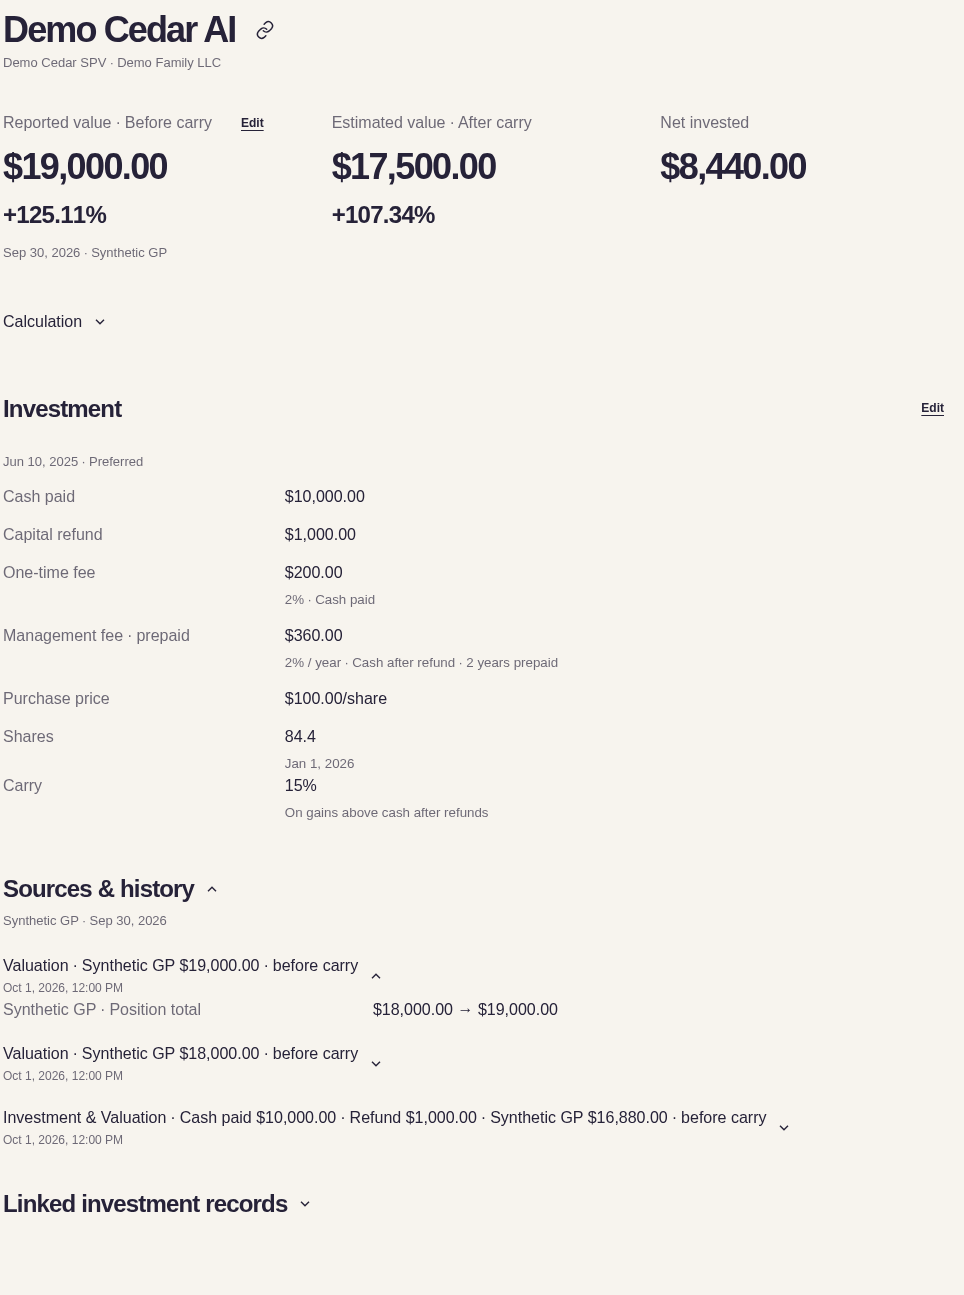 Demo Cedar AI
Demo Cedar SPV · Demo Family LLC
Reported value · Before carry Edit
$19,000.00
+125.11%
Sep 30, 2026 · Synthetic GP
Estimated value · After carry
$17,500.00
+107.34%
Net invested
$8,440.00
Calculation
Investment Edit
Jun 10, 2025 · Preferred
Cash paid $10,000.00
Capital refund $1,000.00
One-time fee $200.00
2% · Cash paid
Management fee · prepaid $360.00
2% / year · Cash after refund · 2 years prepaid
Purchase price $100.00/share
Shares 84.4
Jan 1, 2026
Carry 15%
On gains above cash after refunds
Sources & history
Synthetic GP · Sep 30, 2026
Valuation · Synthetic GP $19,000.00 · before carry
Oct 1, 2026, 12:00 PM
Synthetic GP · Position total $18,000.00 → $19,000.00
Valuation · Synthetic GP $18,000.00 · before carry
Oct 1, 2026, 12:00 PM
Investment & Valuation · Cash paid $10,000.00 · Refund $1,000.00 · Synthetic GP $16,880.00 · before carry
Oct 1, 2026, 12:00 PM
Linked investment records